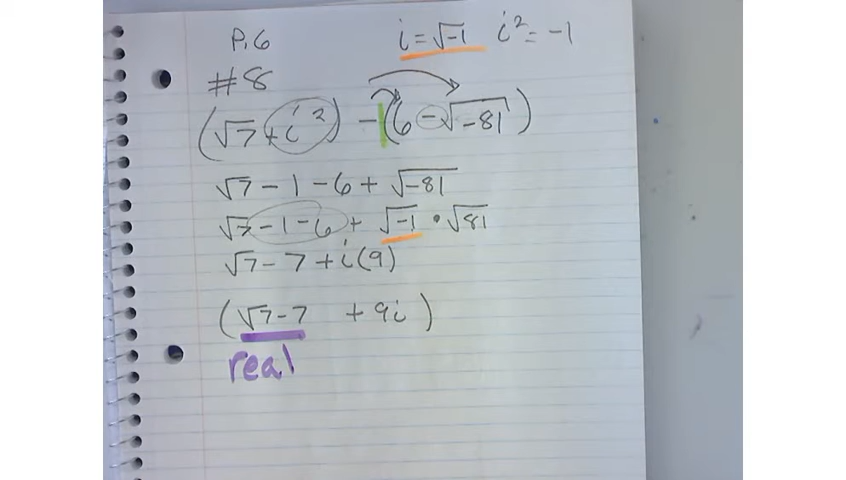 P.6
i = √-1 i² = -1
#8
(√7 + i²) - 1(6 - √-81)
√7 - 1 - 6 + √-81
√7 - 1 - 6 + √-1 • √81
√7 - 7 + i(9)
(√7 - 7 + 9i)
real